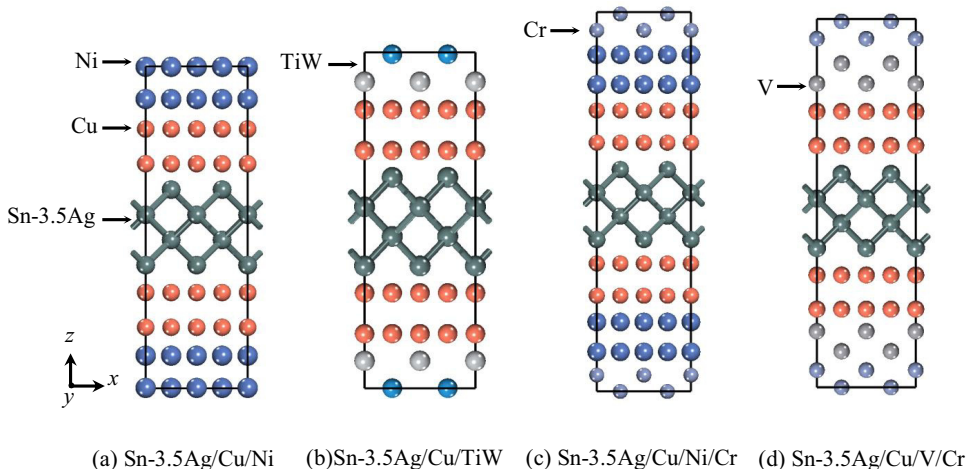 Ni
Cu
Sn-3.5Ag
z
x
y
TiW
Cr
V
(a) Sn-3.5Ag/Cu/Ni
(b)Sn-3.5Ag/Cu/TiW
(c) Sn-3.5Ag/Cu/Ni/Cr
(d) Sn-3.5Ag/Cu/V/Cr